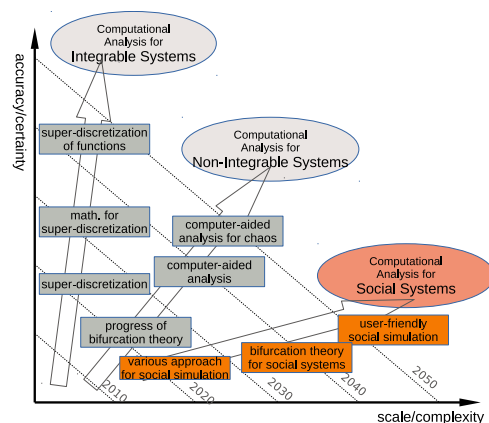 Computational
Analysis for
Integrable Systems
accuracy/certainty
super-discretization
of functions
Computational
Analysis for
Non-Integrable Systems
math. for
super-discretization
computer-aided
analysis for chaos
computer-aided
analysis
Computational
Analysis for
Social Systems
super-discretization
progress of
bifurcation theory
user-friendly
social simulation
various approach
for social simulation
bifurcation theory
for social systems
2010
2020
2030
2040
2050
scale/complexity